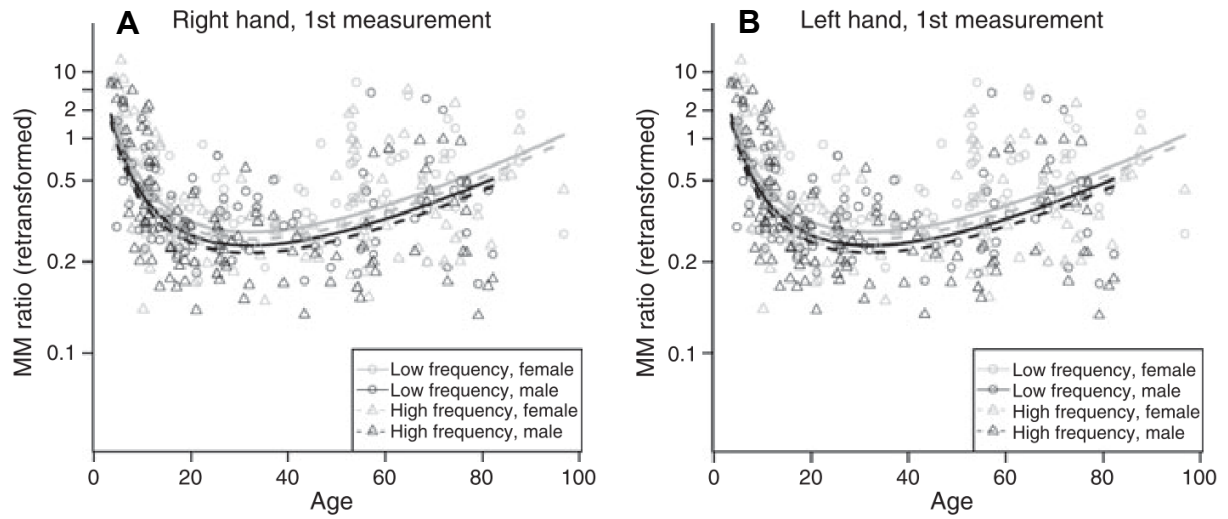 A Right hand, 1st measurement
MM ratio (retransformed)
10
2
1
0.5
0.2
0.1
Low frequency, female
Low frequency, male
High frequency, female
High frequency, male
0 20 40 60 80 100
Age
B Left hand, 1st measurement
MM ratio (retransformed)
10
2
1
0.5
0.2
0.1
Low frequency, female
Low frequency, male
High frequency, female
High frequency, male
0 20 40 60 80 100
Age